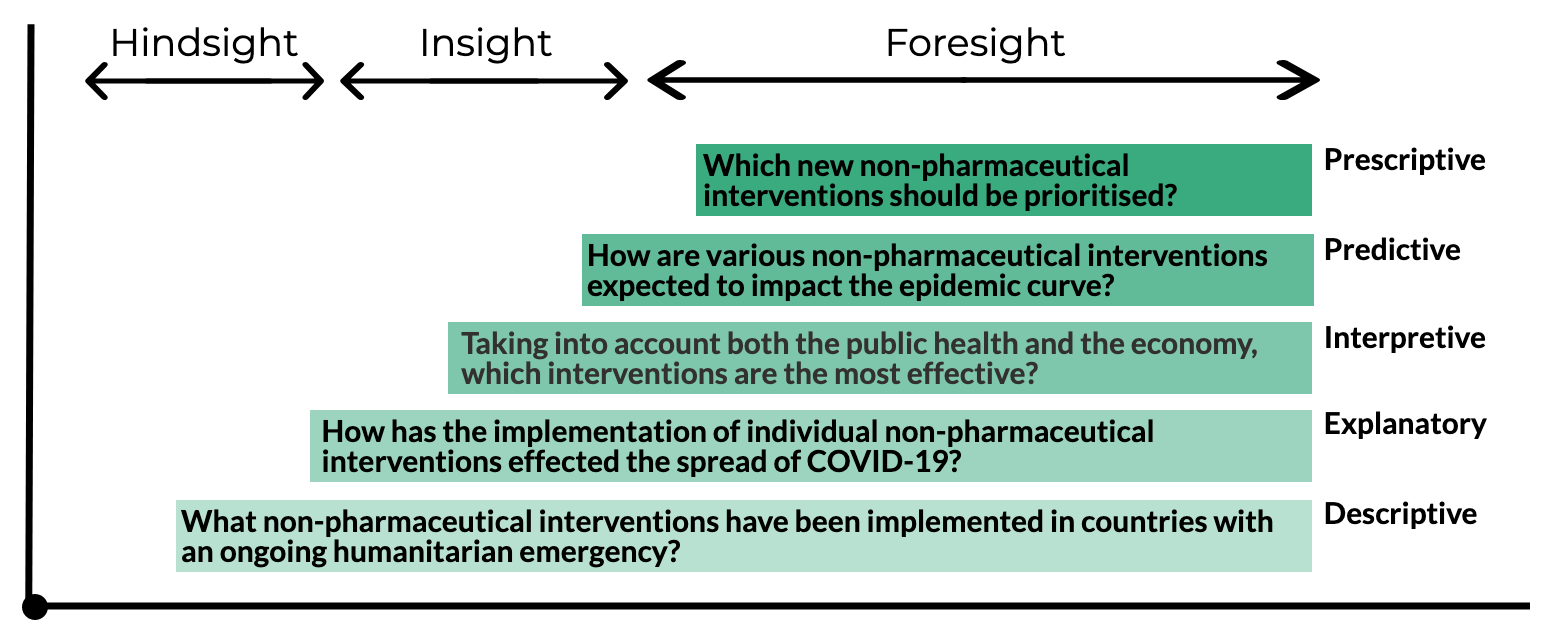 Hindsight
Insight
Foresight
Which new non-pharmaceutical
interventions should be prioritised?
Prescriptive
How are various non-pharmaceutical interventions
expected to impact the epidemic curve?
Predictive
Taking into account both the public health and the economy,
which interventions are the most effective?
Interpretive
How has the implementation of individual non-pharmaceutical
interventions effected the spread of COVID-19?
Explanatory
What non-pharmaceutical interventions have been implemented in countries with
an ongoing humanitarian emergency?
Descriptive